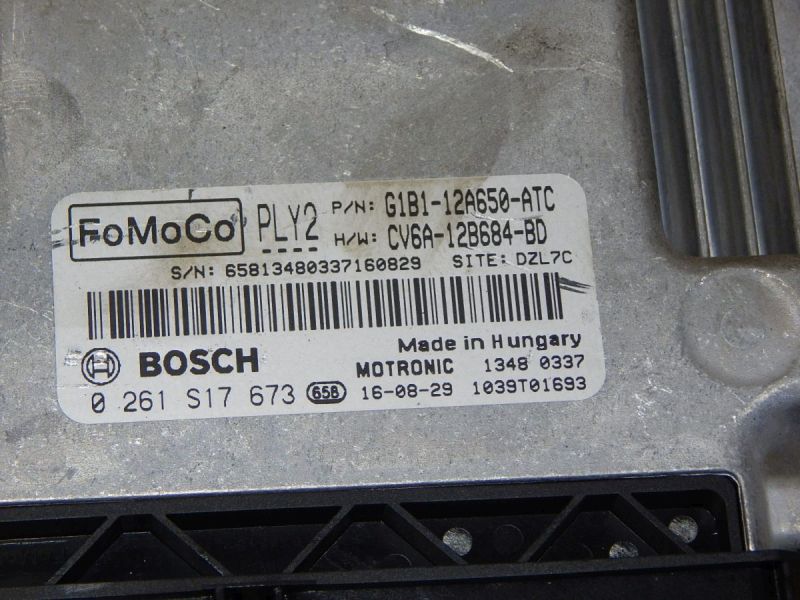 FoMoCo PLY2 P/N: G1B1-12A650-ATC
H/W: CV6A-12B684-BD
S/N: 65813480337160829 SITE: DZL7C
Made in Hungary
BOSCH MOTRONIC 1348 0337
0 261 S17 673 658 16-08-29 1039T01693